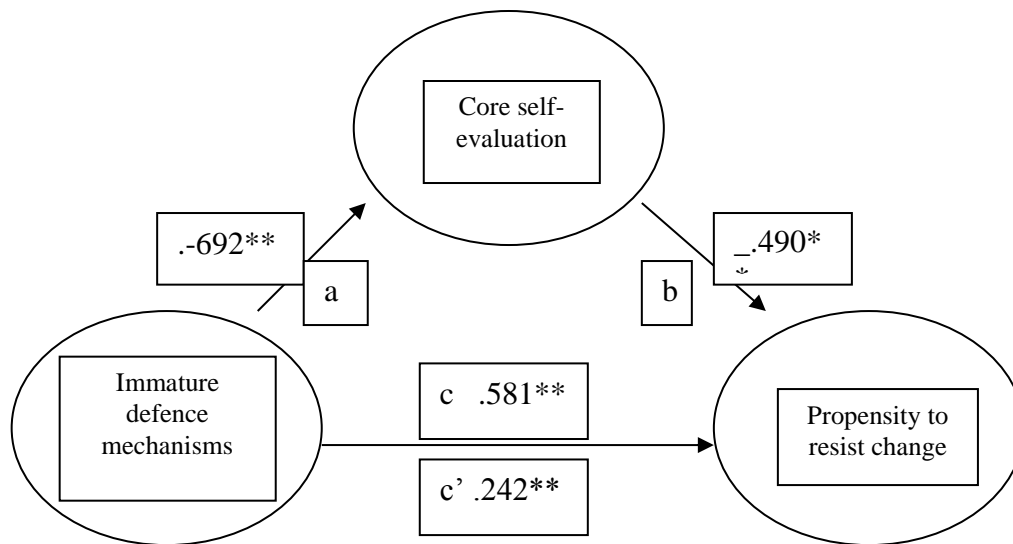 Core self-
evaluation
.-692**
_.490*
*
a
b
Immature
defence
mechanisms
c .581**
c’ .242**
Propensity to
resist change